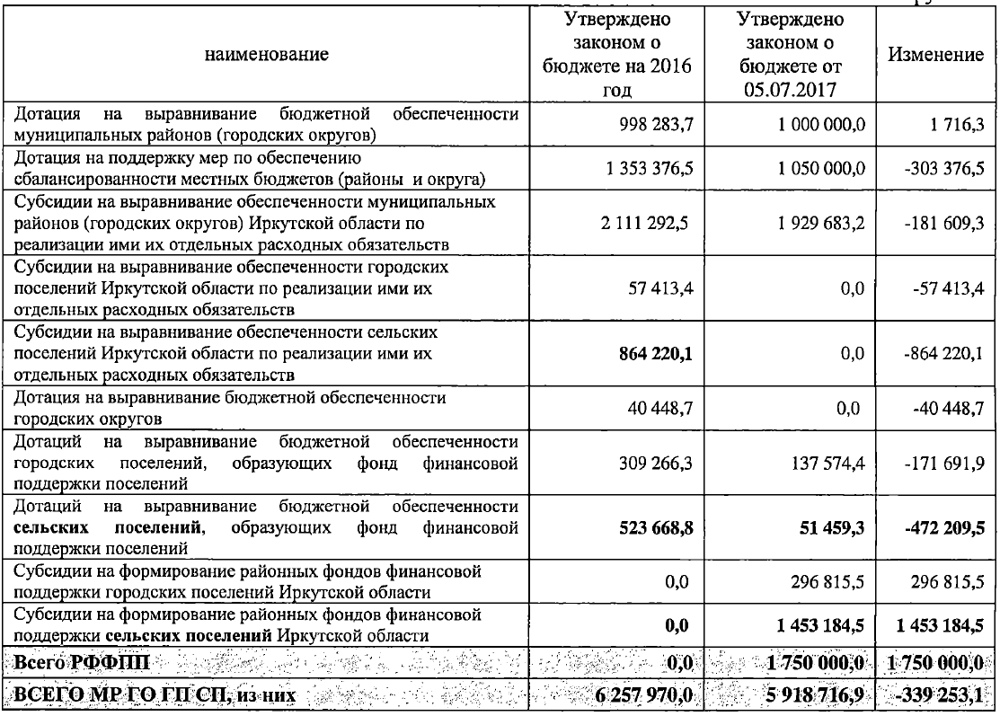 наименование
Утверждено
законом о
бюджете на 2016
год
Утверждено
законом о
бюджете от
05.07.2017
Изменение
Дотация на выравнивание бюджетной обеспеченности
муниципальных районов (городских округов)
998 283,7
1 000 000,0
1 716,3
Дотация на поддержку мер по обеспечению
сбалансированности местных бюджетов (районы и округа)
1 353 376,5
1 050 000,0
-303 376,5
Субсидии на выравнивание обеспеченности муниципальных
районов (городских округов) Иркутской области по
реализации ими их отдельных расходных обязательств
2 111 292,5
1 929 683,2
-181 609,3
Субсидии на выравнивание обеспеченности городских
поселений Иркутской области по реализации ими их
отдельных расходных обязательств
57 413,4
0,0
-57 413,4
Субсидии на выравнивание обеспеченности сельских
поселений Иркутской области по реализации ими их
отдельных расходных обязательств
864 220,1
0,0
-864 220,1
Дотация на выравнивание бюджетной обеспеченности
городских округов
40 448,7
0,0
-40 448,7
Дотаций на выравнивание бюджетной обеспеченности
городских поселений, образующих фонд финансовой
поддержки поселений
309 266,3
137 574,4
-171 691,9
Дотаций на выравнивание бюджетной обеспеченности
сельских поселений, образующих фонд финансовой
поддержки поселений
523 668,8
51 459,3
-472 209,5
Субсидии на формирование районных фондов финансовой
поддержки городских поселений Иркутской области
0,0
296 815,5
296 815,5
Субсидии на формирование районных фондов финансовой
поддержки сельских поселений Иркутской области
0,0
1 453 184,5
1 453 184,5
Всего РФФПП
0,0
1 750 000,0
1 750 000,0
ВСЕГО МР ГО ГП СП, из них
6 257 970,0
5 918 716,9
-339 253,1